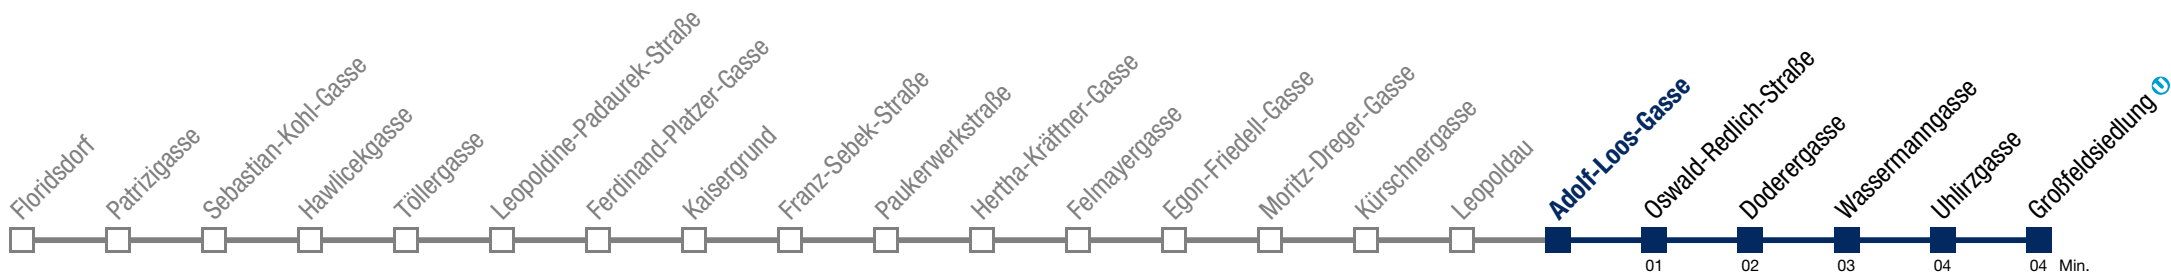 Floridsdorf
Patrizigasse
Sebastian-Kohl-Gasse
Hawlicekgasse
Töllergasse
Leopoldine-Padaurek-Straße
Ferdinand-Platzer-Gasse
Kaisergrund
Franz-Sebek-Straße
Paukerwerkstraße
Hertha-Kräftner-Gasse
Felmayergasse
Egon-Friedell-Gasse
Moritz-Dreger-Gasse
Kürschnergasse
Leopoldau
Adolf-Loos-Gasse
Oswald-Redlich-Straße
Doderergasse
Wassermanngasse
Uhlirzgasse
Großfeldsiedlung U
01 02 03 04 04 Min.